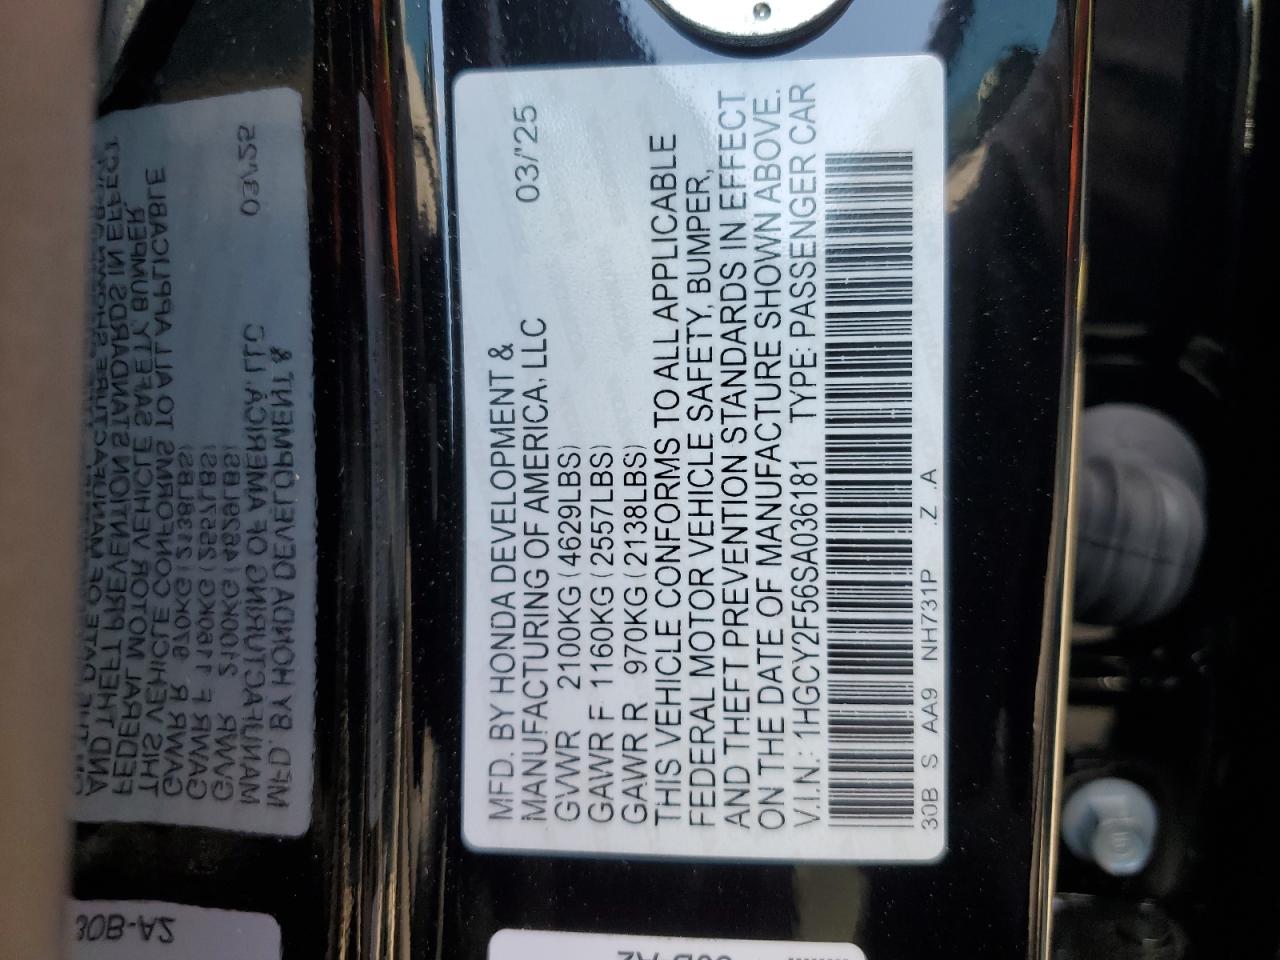 MFD. BY HONDA DEVELOPMENT &
MANUFACTURING OF AMERICA, LLC 03/'25
GVWR 2100KG (4629LBS)
GAWR F 1160KG (2557LBS)
GAWR R 970KG (2138LBS)
THIS VEHICLE CONFORMS TO ALL APPLICABLE
FEDERAL MOTOR VEHICLE SAFETY, BUMPER,
AND THEFT PREVENTION STANDARDS IN EFFECT
ON THE DATE OF MANUFACTURE SHOWN ABOVE.
V.I.N.: 1HGCY2F56SA036181 TYPE: PASSENGER CAR
30B S AA9 NH731P .Z .A
30B-A2